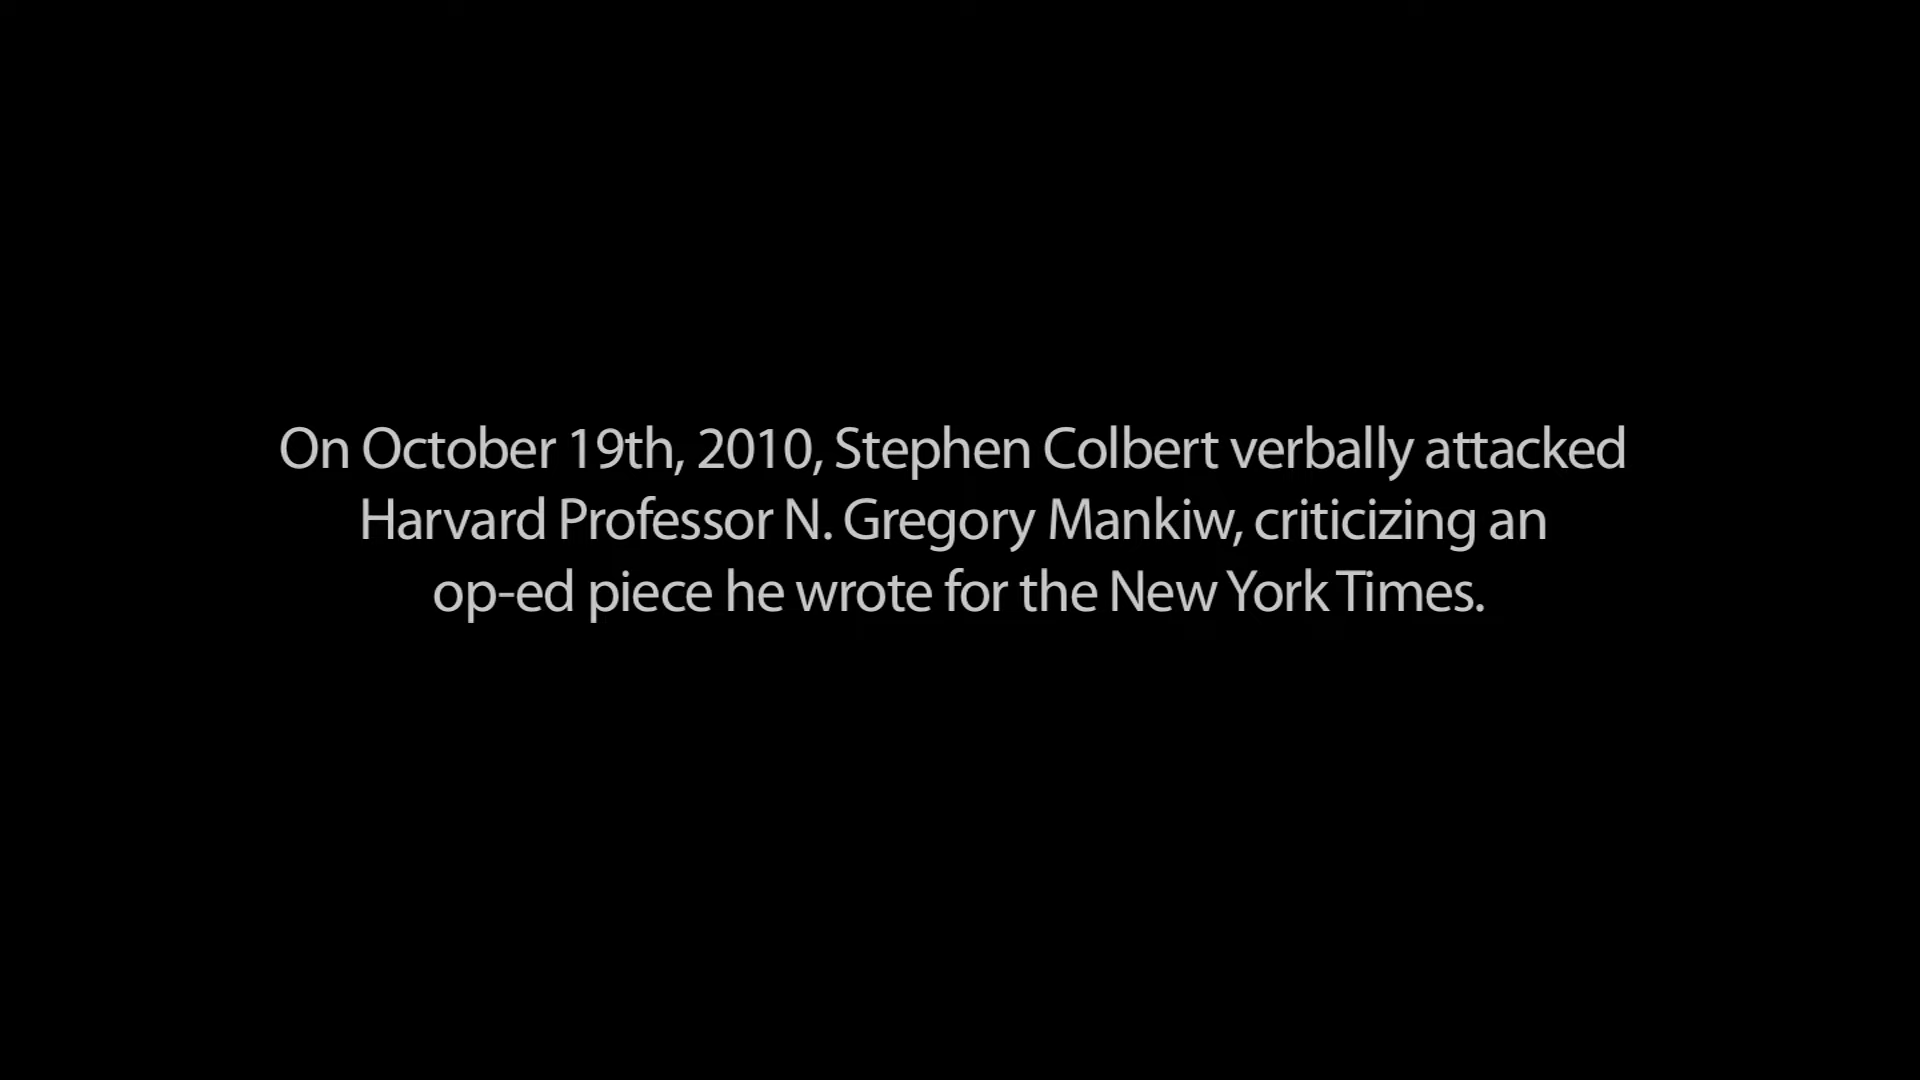 On October 19th, 2010, Stephen Colbert verbally attacked
Harvard Professor N. Gregory Mankiw, criticizing an
op-ed piece he wrote for the New York Times.